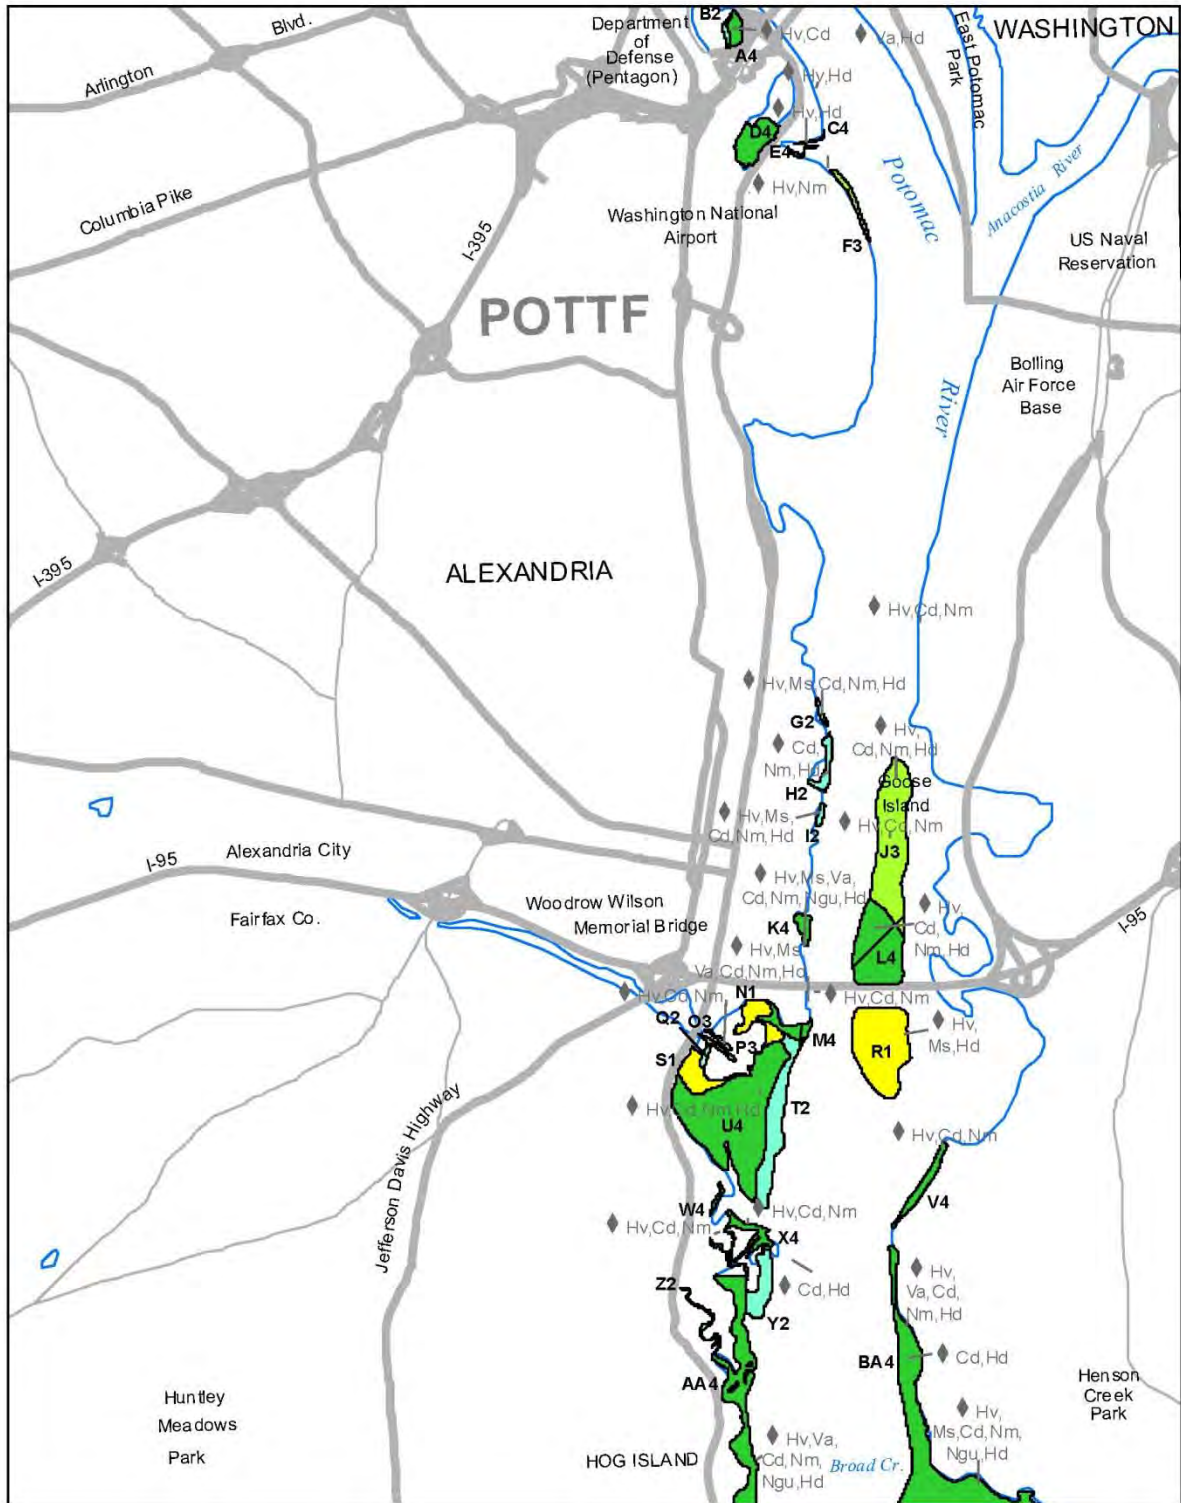 B2
Blvd.
Department
of
Defense
(Pentagon)
Hv,Cd
A4
Va,Hd
East Potomac
Park
WASHINGTON
Arlington
Hy,Hd
Hv,Hd
D4
C4
E4
Hv,Nm
Columbia Pike
I-395
Washington National
Airport
F3
Potomac
Anacostia River
US Naval
Reservation
POTTF
River
Bolling
Air Force
Base
I-395
ALEXANDRIA
Hv,Cd,Nm
Hv,Ms,Cd,Nm,Hd
G2
Cd,
Nm,Hd
H2
Hv,
Cd,Nm,Hd
Goose
Island
Hv,Ms,
Cd,Nm,Hd
I2
Hv,Cd,Nm
J3
I-95
Alexandria City
Fairfax Co.
Woodrow Wilson
Memorial Bridge
Hv,Ms,Va,
Cd,Nm,Ngu,Hd
K4
Hv,
Cd,
Nm,Hd
L4
I-95
Hv,Ms
Va,Cd,Nm,Hd
Hv,Cd,Nm,
N1
Hv,Cd,Nm
Q2
O3
P3
M4
S1
R1
Hv,
Ms,Hd
T2
Hv,Cd,Nm,Hd
U4
Hv,Cd,Nm
Jefferson Davis Highway
V4
W4
Hv,Cd,Nm
Hv,Cd,Nm
X4
Z2
Cd,Hd
Y2
Hv,
Va,Cd,
Nm,Hd
BA4
Cd,Hd
AA4
Huntley
Meadows
Park
Henson
Creek
Park
Hv,
Ms,Cd,Nm,
Ngu,Hd
HOG ISLAND
Hv,Va,
Cd,Nm,
Ngu,Hd
Broad Cr.